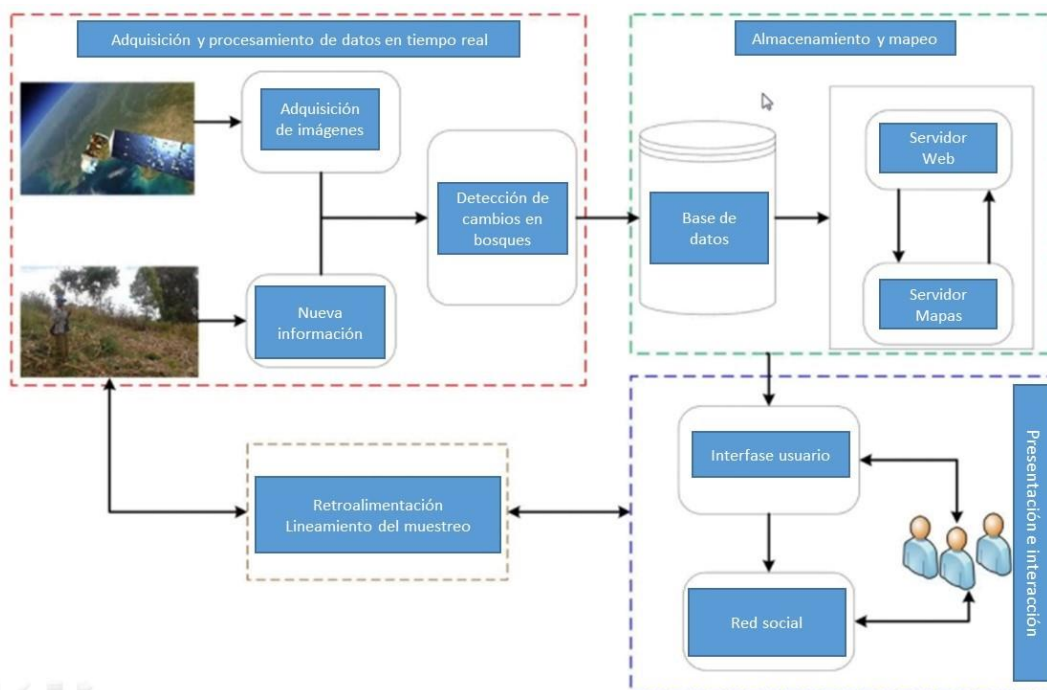 Adquisición y procesamiento de datos en tiempo real
Adquisición
de imágenes
Nueva
información
Detección de
cambios en
bosques
Almacenamiento y mapeo
Base de
datos
Servidor
Web
Servidor
Mapas
Retroalimentación
Lineamiento del muestreo
Interfase usuario
Red social
Presentación e interacción